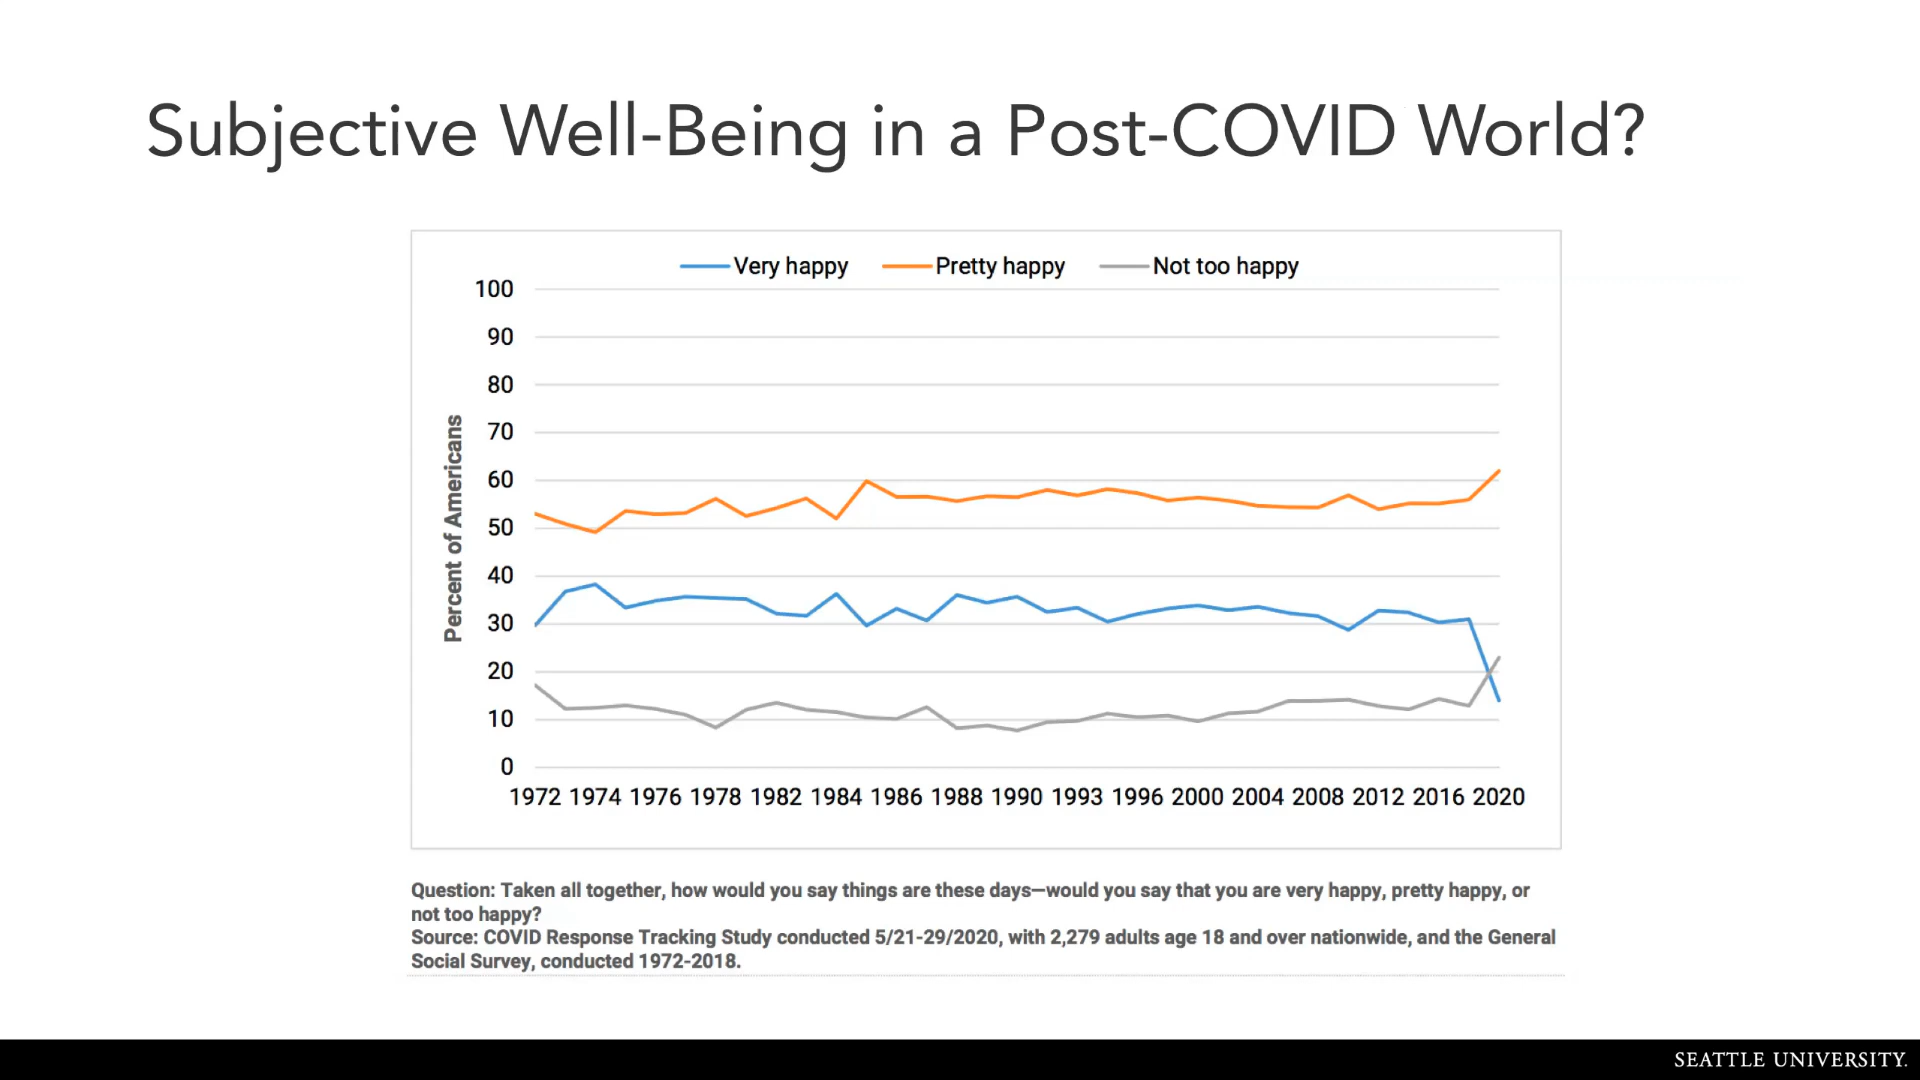 Subjective Well-Being in a Post-COVID World?
Very happy Pretty happy Not too happy
100
90
80
70
60
50
40
30
20
10
0
Percent of Americans
1972 1974 1976 1978 1982 1984 1986 1988 1990 1993 1996 2000 2004 2008 2012 2016 2020
Question: Taken all together, how would you say things are these days—would you say that you are very happy, pretty happy, or
not too happy?
Source: COVID Response Tracking Study conducted 5/21-29/2020, with 2,279 adults age 18 and over nationwide, and the General
Social Survey, conducted 1972-2018.
SEATTLE UNIVERSITY.